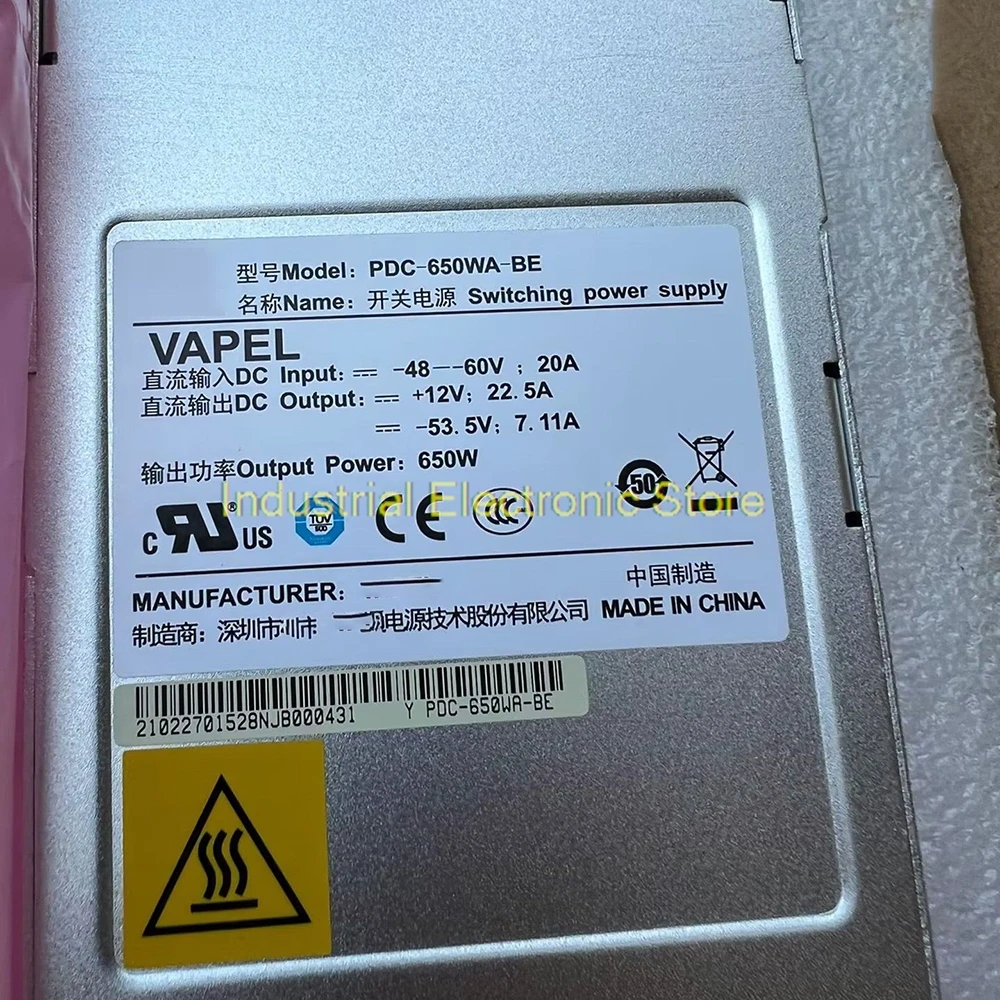 型号Model: PDC-650WA-BE
名称Name: 开关电源 Switching power supply
VAPEL
直流输入DC Input: ⎓ -48--60V ; 20A
直流输出DC Output: ⎓ +12V; 22.5A
⎓ -53.5V; 7.11A
输出功率Output Power: 650W
Industrial Electronic Store
c RU® US
TUV
SUD
CE
CCC
50
MANUFACTURER:
中国制造
制造商: 深圳市 电源技术股份有限公司
MADE IN CHINA
21022701528NJB000431 Y PDC-650WA-BE